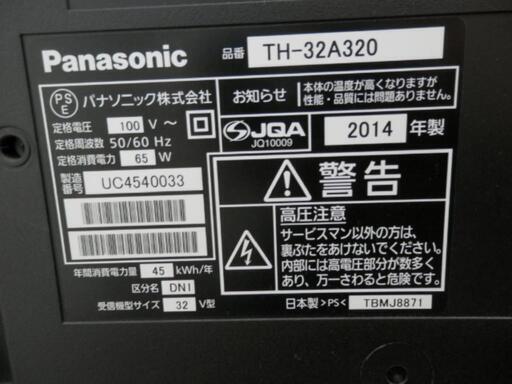 Panasonic
品番 TH-32A320
PS
E
パナソニック株式会社
お知らせ
本体の温度が高くなりますが
性能・品質には問題ありません。
定格電圧 100 V～
定格周波数 50/60 Hz
定格消費電力 65 W
JQA
JQ10009
2014 年製
製造
番号 UC4540033
警告
高圧注意
サービスマン以外の方は、
裏ぶたをあけないでください。
内部には高電圧部分が数多く
あり、万一さわると危険です。
年間消費電力量 45 kWh/年
区分名 DN1
受信機型サイズ 32 V型
日本製 >PS< TBMJ8871